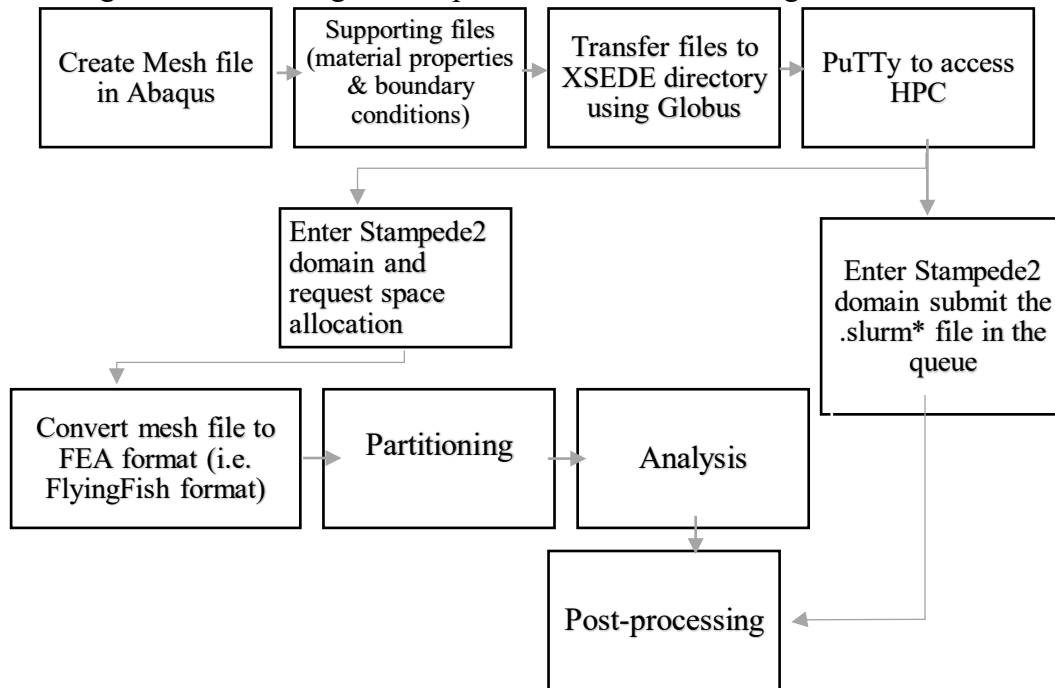 Create Mesh file
in Abaqus
Supporting files
(material properties
& boundary
conditions)
Transfer files to
XSEDE directory
using Globus
PuTTy to access
HPC
Enter Stampede2
domain and
request space
allocation
Enter Stampede2
domain submit the
.slurm* file in the
queue
Convert mesh file to
FEA format (i.e.
FlyingFish format)
Partitioning
Analysis
Post-processing